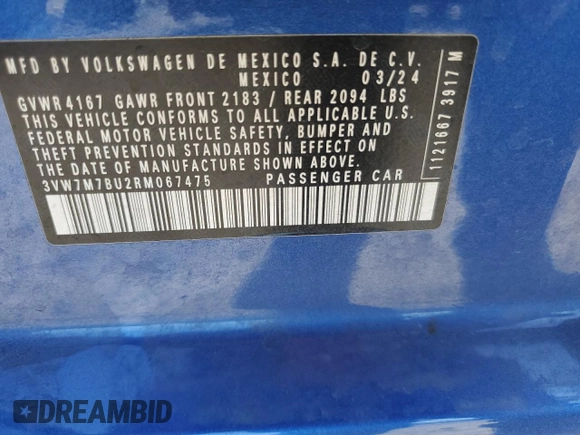 MFD BY VOLKSWAGEN DE MEXICO S.A. DE C.V.
MEXICO 03/24
GVWR 4167 GAWR FRONT 2183 / REAR 2094 LBS
THIS VEHICLE CONFORMS TO ALL APPLICABLE U.S.
FEDERAL MOTOR VEHICLE SAFETY, BUMPER AND
THEFT PREVENTION STANDARDS IN EFFECT ON
THE DATE OF MANUFACTURE SHOWN ABOVE
3VW7M7BU2RM067475 PASSENGER CAR
1121667 3917 M
DREAMBID